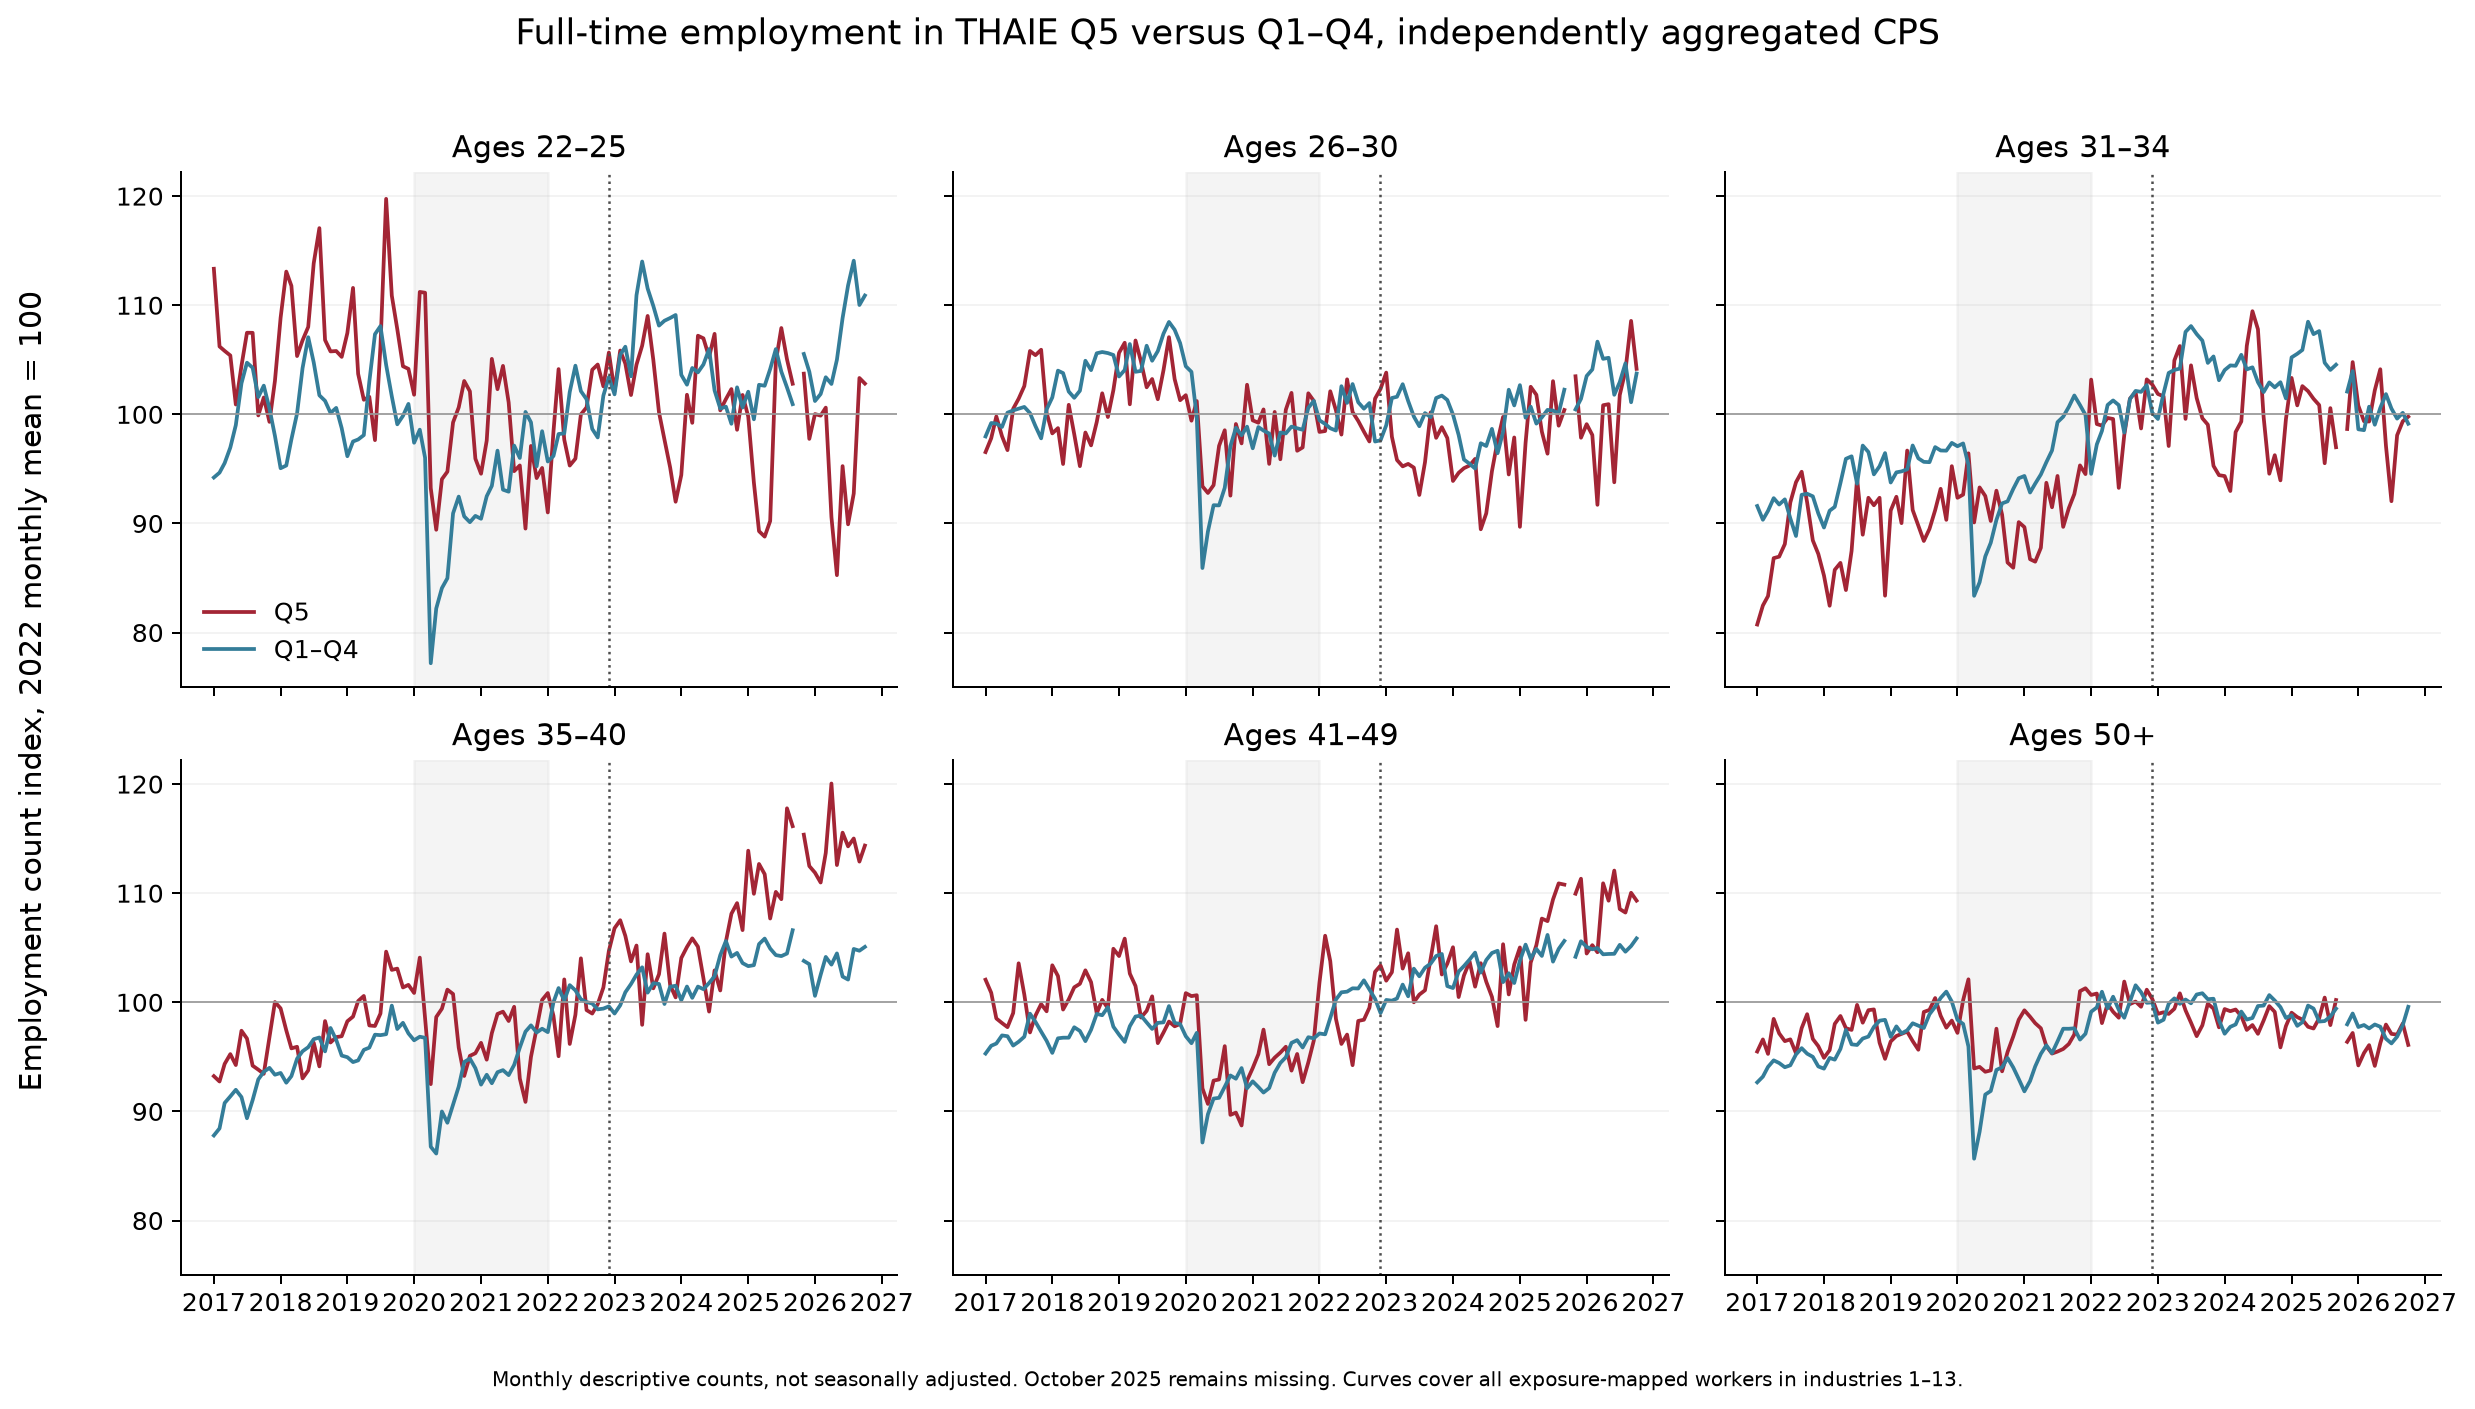 Full-time employment in THAIE Q5 versus Q1–Q4, independently aggregated CPS
Employment count index, 2022 monthly mean = 100
Ages 22–25
120
110
100
90
80
Q5
Q1–Q4
Ages 26–30
Ages 31–34
Ages 35–40
120
110
100
90
80
2017 2018 2019 2020 2021 2022 2023 2024 2025 2026 2027
Ages 41–49
2017 2018 2019 2020 2021 2022 2023 2024 2025 2026 2027
Ages 50+
2017 2018 2019 2020 2021 2022 2023 2024 2025 2026 2027
Monthly descriptive counts, not seasonally adjusted. October 2025 remains missing. Curves cover all exposure-mapped workers in industries 1–13.